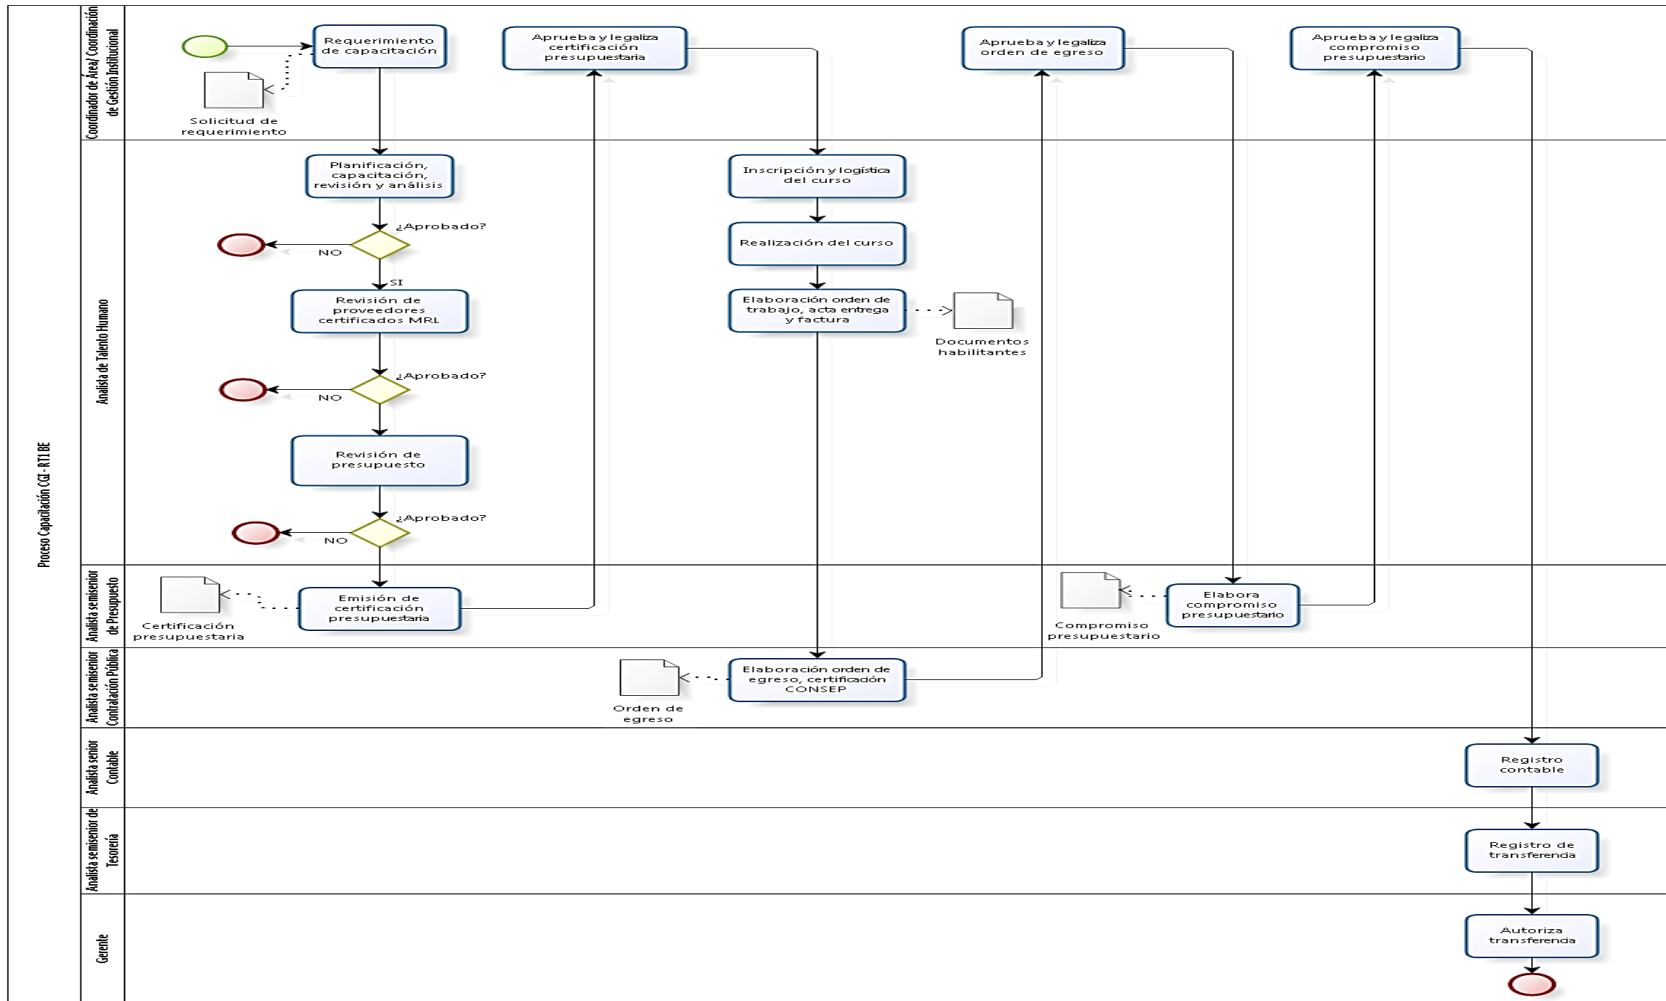 Proceso Capacitación CGI - RTI BE
Coordinador de Área/ Coordinación
de Gestión Institucional
Requerimiento
de capacitación
Solicitud de
requerimiento
Aprueba y legaliza
certificación
presupuestaria
Aprueba y legaliza
orden de egreso
Aprueba y legaliza
compromiso
presupuestario
Analista de Talento Humano
Planificación,
capacitación,
revisión y análisis
¿Aprobado?
NO
SI
Revisión de
proveedores
certificados MRL
¿Aprobado?
NO
Revisión de
presupuesto
¿Aprobado?
NO
Inscripción y logística
del curso
Realización del curso
Elaboración orden de
trabajo, acta entrega
y factura
Documentos
habilitantes
Analista semisenior
de Presupuesto
Certificación
presupuestaria
Emisión de
certificación
presupuestaria
Compromiso
presupuestario
Elabora
compromiso
presupuestario
Analista semisenior
Contratación Pública
Orden de
egreso
Elaboración orden de
egreso, certificación
CONSEP
Analista senior
Contable
Registro
contable
Analista semisenior de
Tesorería
Registro de
transferencia
Gerente
Autoriza
transferencia